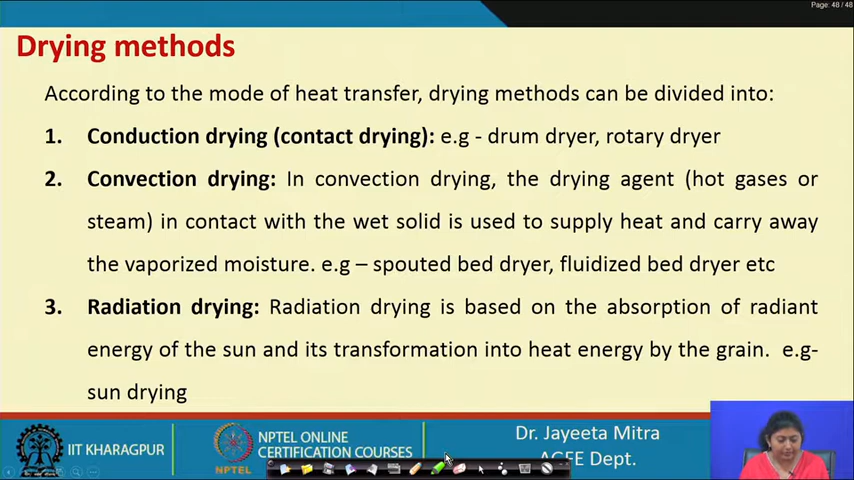 Page: 48 / 48
Drying methods
According to the mode of heat transfer, drying methods can be divided into:
1. Conduction drying (contact drying): e.g - drum dryer, rotary dryer
2. Convection drying: In convection drying, the drying agent (hot gases or
steam) in contact with the wet solid is used to supply heat and carry away
the vaporized moisture. e.g – spouted bed dryer, fluidized bed dryer etc
3. Radiation drying: Radiation drying is based on the absorption of radiant
energy of the sun and its transformation into heat energy by the grain. e.g-
sun drying
IIT KHARAGPUR
NPTEL
NPTEL ONLINE
CERTIFICATION COURSES
Dr. Jayeeta Mitra
AGFE Dept.